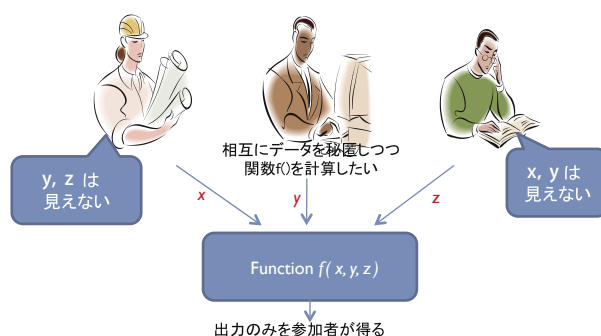 相互にデータを秘匿しつつ
関数f()を計算したい
y, z は
見えない
x, y は
見えない
x
y
z
Function f( x, y, z )
出力のみを参加者が得る